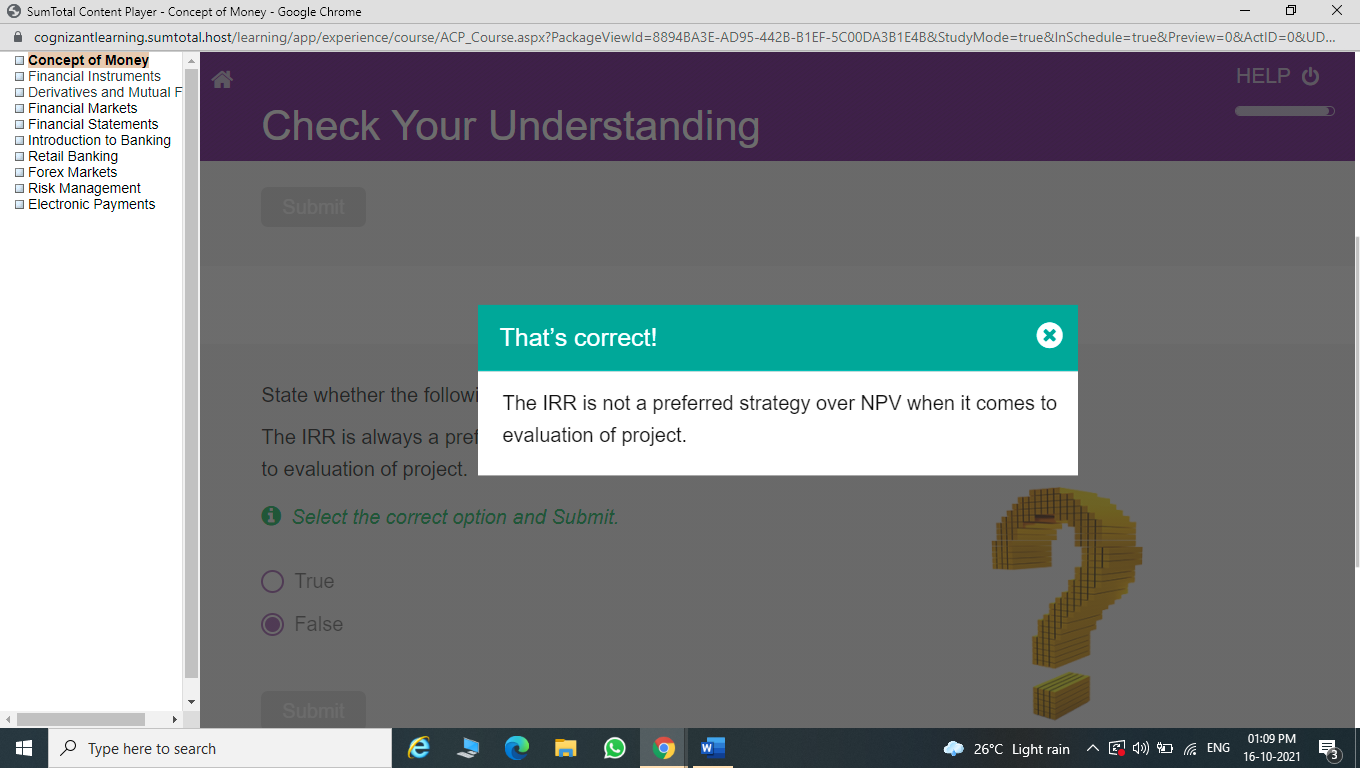 SumTotal Content Player - Concept of Money - Google Chrome
cognizantlearning.sumtotal.host/learning/app/experience/course/ACP_Course.aspx?PackageViewId=8894BA3E-AD95-442B-B1EF-5C00DA3B1E4B&StudyMode=true&InSchedule=true&Preview=0&ActID=0&UD...
Concept of Money
Financial Instruments
Derivatives and Mutual F
Financial Markets
Financial Statements
Introduction to Banking
Retail Banking
Forex Markets
Risk Management
Electronic Payments
HELP
Check Your Understanding
Submit
That's correct!
The IRR is not a preferred strategy over NPV when it comes to
evaluation of project.
State whether the followi
The IRR is always a pref
to evaluation of project.
Select the correct option and Submit.
True
False
Submit
Type here to search
26°C Light rain
ENG
01:09 PM
16-10-2021
3